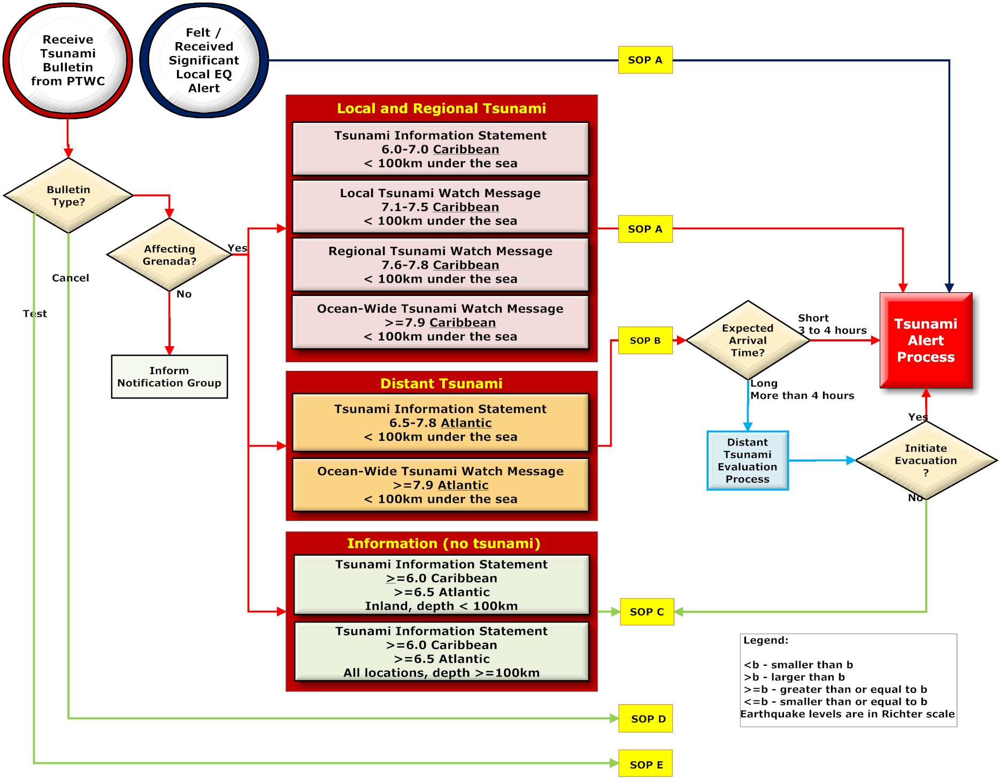 Receive
Tsunami
Bulletin
from PTWC
Felt /
Received
Significant
Local EQ
Alert
SOP A
Local and Regional Tsunami
Tsunami Information Statement
6.0-7.0 Caribbean
< 100km under the sea
Local Tsunami Watch Message
7.1-7.5 Caribbean
< 100km under the sea
Regional Tsunami Watch Message
7.6-7.8 Caribbean
< 100km under the sea
Ocean-Wide Tsunami Watch Message
>=7.9 Caribbean
< 100km under the sea
Bulletin
Type?
Affecting
Grenada?
Yes
No
Cancel
Test
Inform
Notification Group
SOP A
Distant Tsunami
Tsunami Information Statement
6.5-7.8 Atlantic
< 100km under the sea
Ocean-Wide Tsunami Watch Message
>=7.9 Atlantic
< 100km under the sea
SOP B
Expected
Arrival
Time?
Short
3 to 4 hours
Tsunami
Alert
Process
Long
More than 4 hours
Distant
Tsunami
Evaluation
Process
Yes
Initiate
Evacuation
?
No
Information (no tsunami)
Tsunami Information Statement
>=6.0 Caribbean
>=6.5 Atlantic
Inland, depth < 100km
Tsunami Information Statement
>=6.0 Caribbean
>=6.5 Atlantic
All locations, depth >=100km
SOP C
Legend:
<b - smaller than b
>b - larger than b
>=b - greater than or equal to b
<=b - smaller than or equal to b
Earthquake levels are in Richter scale
SOP D
SOP E